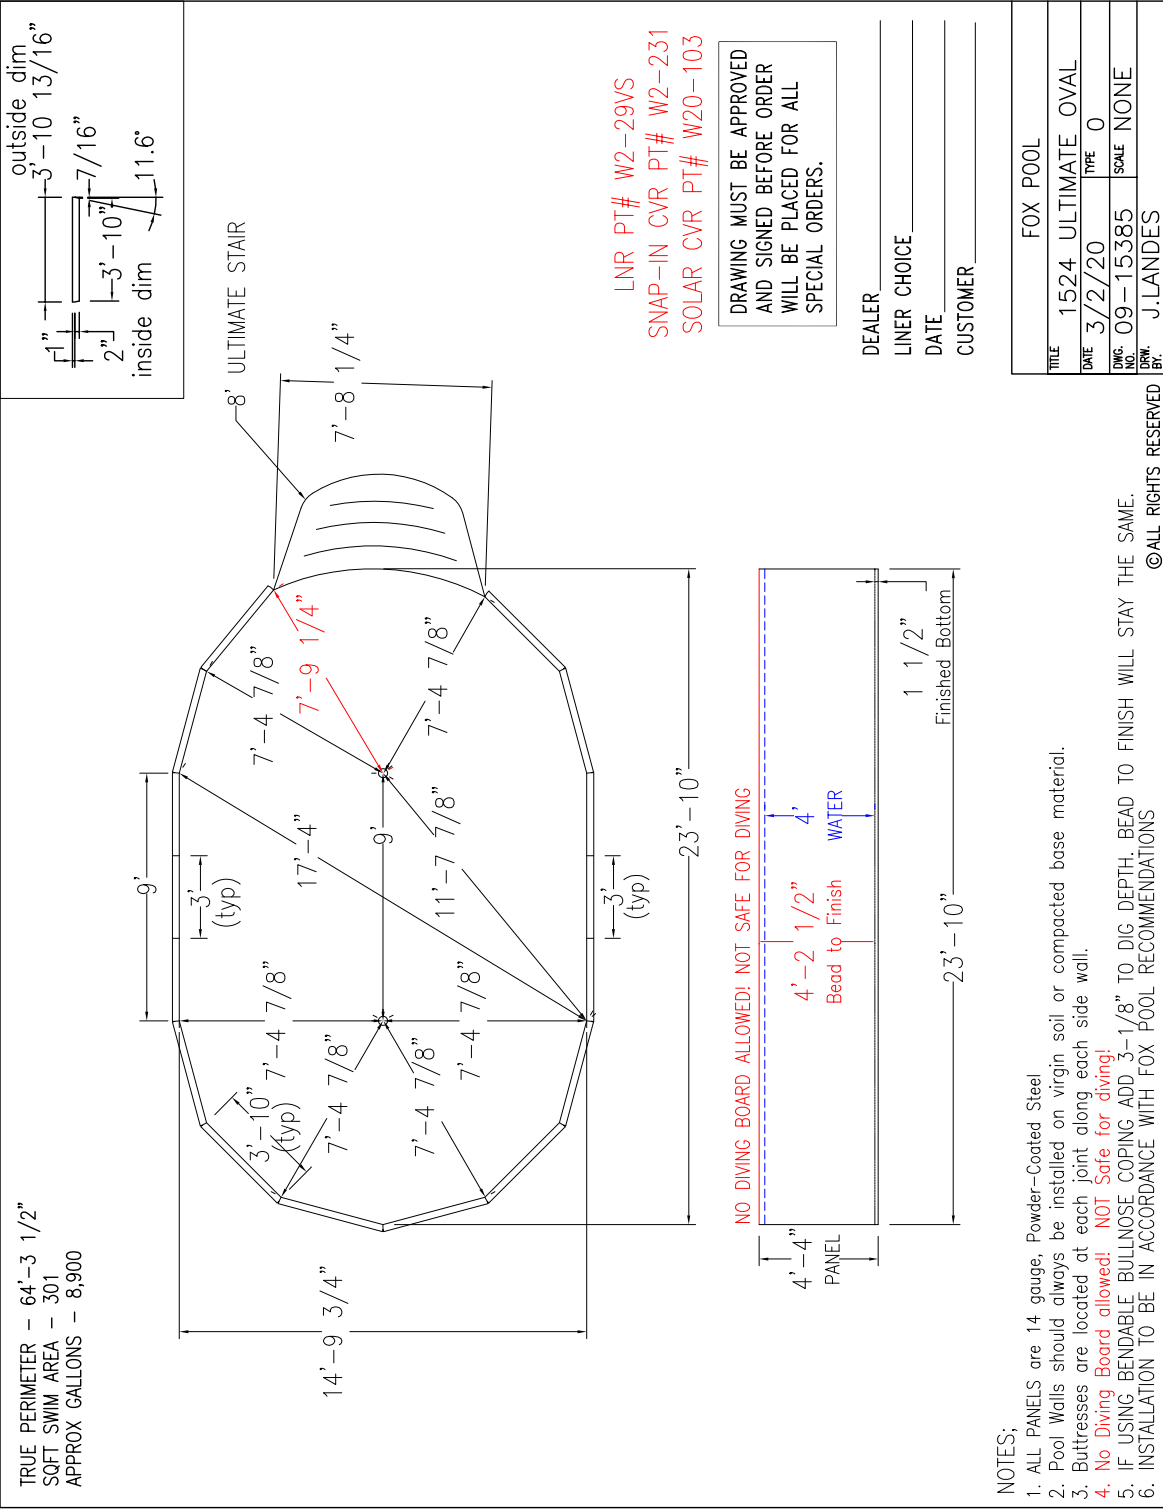 TRUE PERIMETER - 64'-3 1/2"
SQFT SWIM AREA - 301
APPROX GALLONS - 8,900
outside dim
3'-10 13/16"
7/16"
11.6°
3'-10"
1"
2"
inside dim
8' ULTIMATE STAIR
7'-8 1/4"
9'
3'
(typ)
7'-4 7/8"
7'-9 1/4"
17'-4"
9'
7'-4 7/8"
11'-7 7/8"
3'
(typ)
7'-4 7/8"
7'-4 7/8"
3'-10"
(typ)
7'-4 7/8"
7'-4 7/8"
14'-9 3/4"
23'-10"
NO DIVING BOARD ALLOWED! NOT SAFE FOR DIVING
4'-4"
PANEL
4'-2 1/2"
Bead to Finish
4'
WATER
1 1/2"
Finished Bottom
23'-10"
LNR PT# W2-29VS
SNAP-IN CVR PT# W2-231
SOLAR CVR PT# W20-103
DRAWING MUST BE APPROVED
AND SIGNED BEFORE ORDER
WILL BE PLACED FOR ALL
SPECIAL ORDERS.
DEALER
LINER CHOICE
DATE
CUSTOMER
NOTES;
1. ALL PANELS are 14 gauge, Powder-Coated Steel
2. Pool Walls should always be installed on virgin soil or compacted base material.
3. Buttresses are located at each joint along each side wall.
4. No Diving Board allowed! NOT Safe for diving!
5. IF USING BENDABLE BULLNOSE COPING ADD 3-1/8" TO DIG DEPTH. BEAD TO FINISH WILL STAY THE SAME.
6. INSTALLATION TO BE IN ACCORDANCE WITH FOX POOL RECOMMENDATIONS
©ALL RIGHTS RESERVED
FOX POOL
TITLE 1524 ULTIMATE OVAL
DATE 3/2/20 TYPE O
DWG. NO. 09-15385 SCALE NONE
DRW. BY. J.LANDES